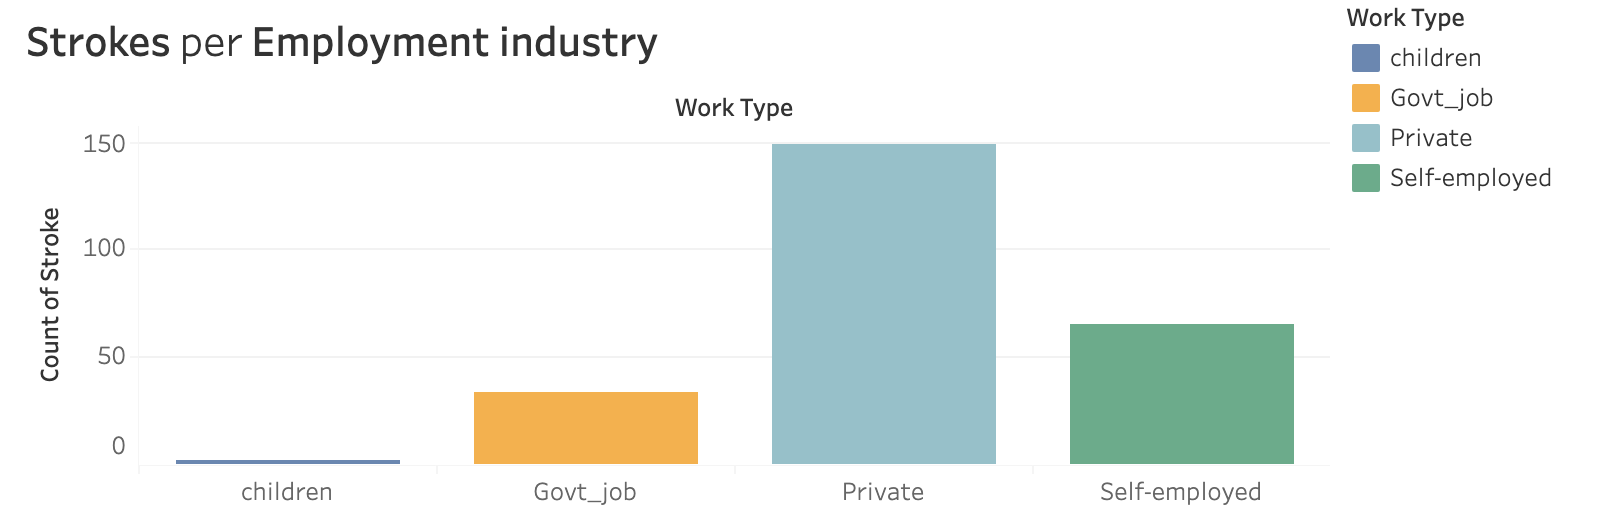 Strokes per Employment industry
Work Type
150
100
50
0
Count of Stroke
children
Govt_job
Private
Self-employed
Work Type
children
Govt_job
Private
Self-employed